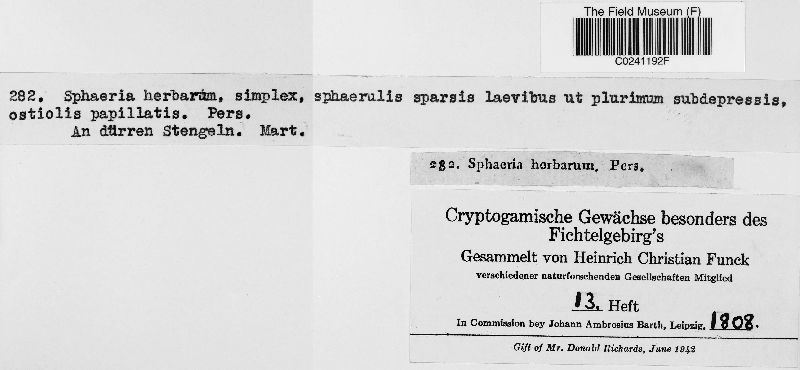 The Field Museum (F)
C0241192F
282. Sphaeria herbarum, simplex, sphaerulis sparsis laevibus ut plurimum subdepressis,
ostiolis papillatis. Pers.
An dürren Stengeln. Mart.
282. Sphaeria herbarum. Pers.
Cryptogamische Gewächse besonders des
Fichtelgebirg's
Gesammelt von Heinrich Christian Funck
verschiedener naturforschenden Gesellschaften Mitglied
13. Heft
In Commission bey Johann Ambrosius Barth, Leipzig, 1808.
Gift of Mr. Donald Richards, June 1942